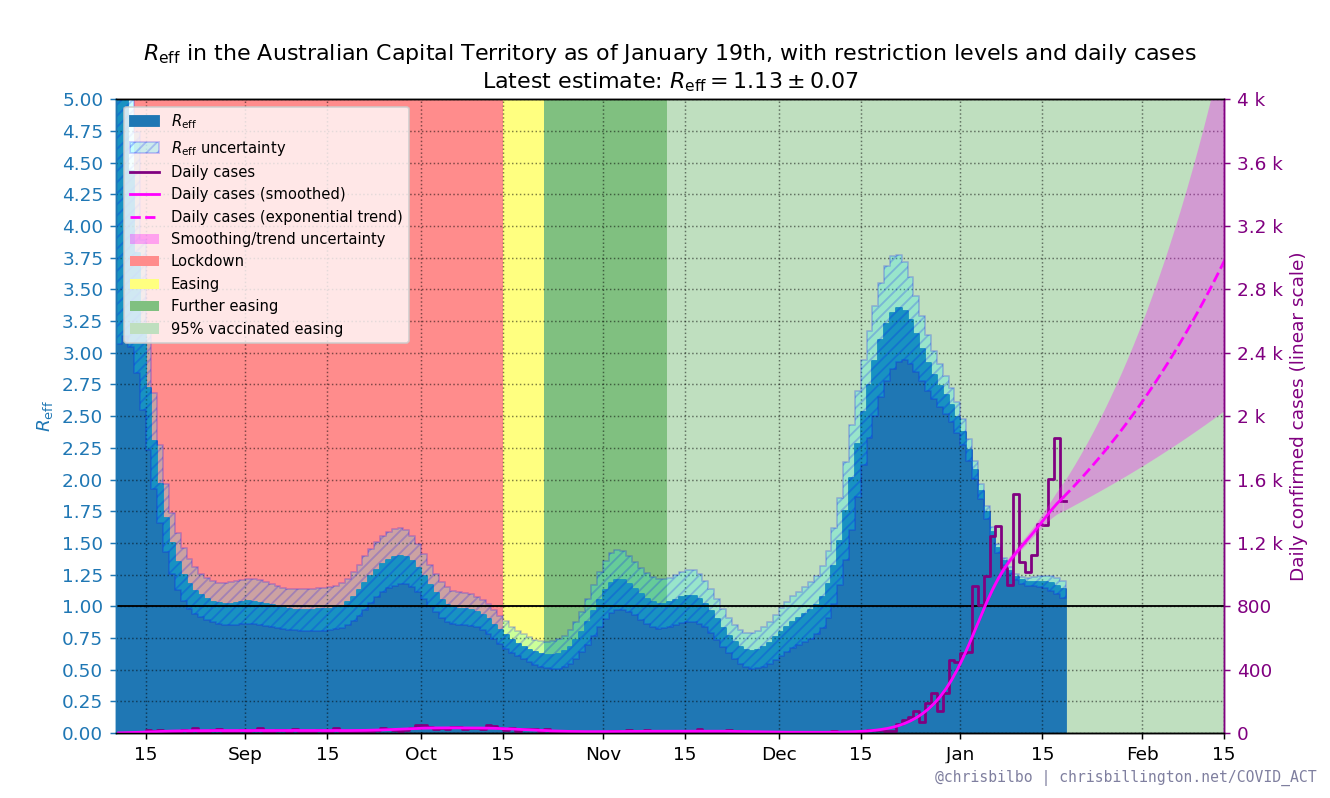 R_eff in the Australian Capital Territory as of January 19th, with restriction levels and daily cases
Latest estimate: R_eff = 1.13 ± 0.07
R_eff
R_eff uncertainty
Daily cases
Daily cases (smoothed)
Daily cases (exponential trend)
Smoothing/trend uncertainty
Lockdown
Easing
Further easing
95% vaccinated easing
R_eff
5.00
4.75
4.50
4.25
4.00
3.75
3.50
3.25
3.00
2.75
2.50
2.25
2.00
1.75
1.50
1.25
1.00
0.75
0.50
0.25
0.00
4 k
3.6 k
3.2 k
2.8 k
2.4 k
2 k
1.6 k
1.2 k
800
400
0
Daily confirmed cases (linear scale)
15 Sep 15 Oct 15 Nov 15 Dec 15 Jan 15 Feb 15
@chrisbilbo | chrisbillington.net/COVID_ACT